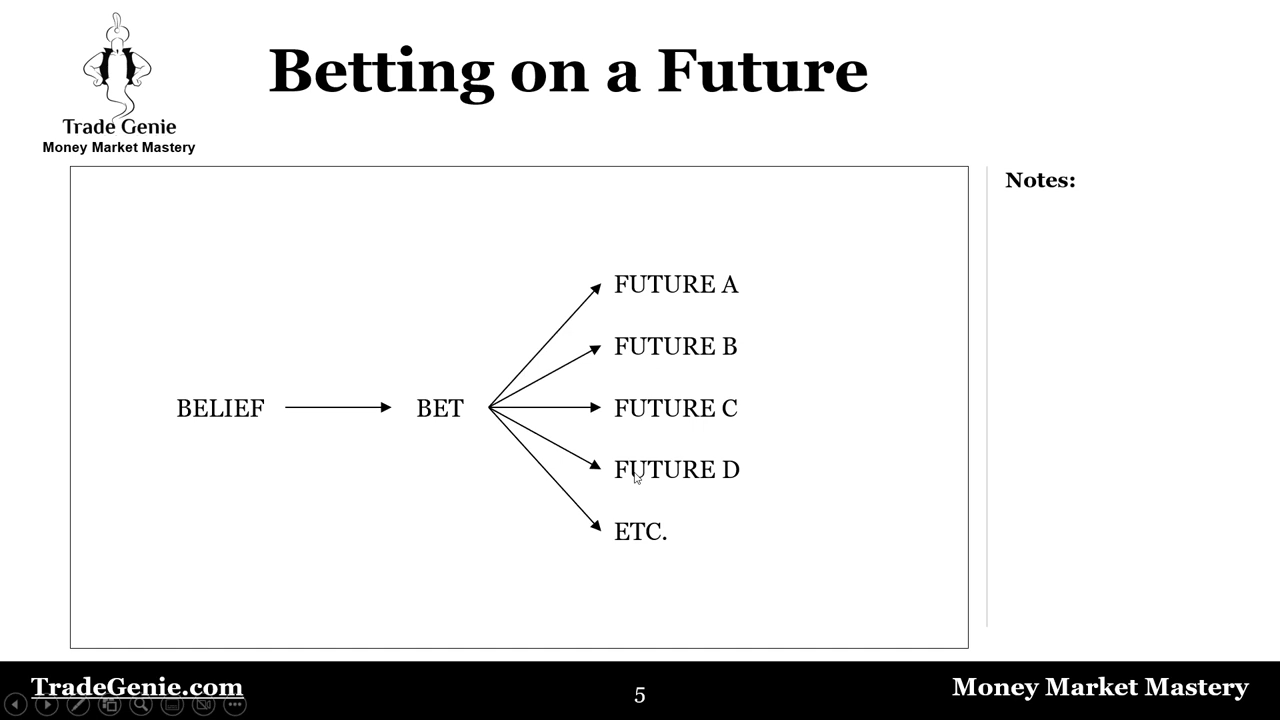 Betting on a Future
Trade Genie
Money Market Mastery
Notes:
FUTURE A
FUTURE B
BELIEF BET FUTURE C
FUTURE D
ETC.
TradeGenie.com 5 Money Market Mastery